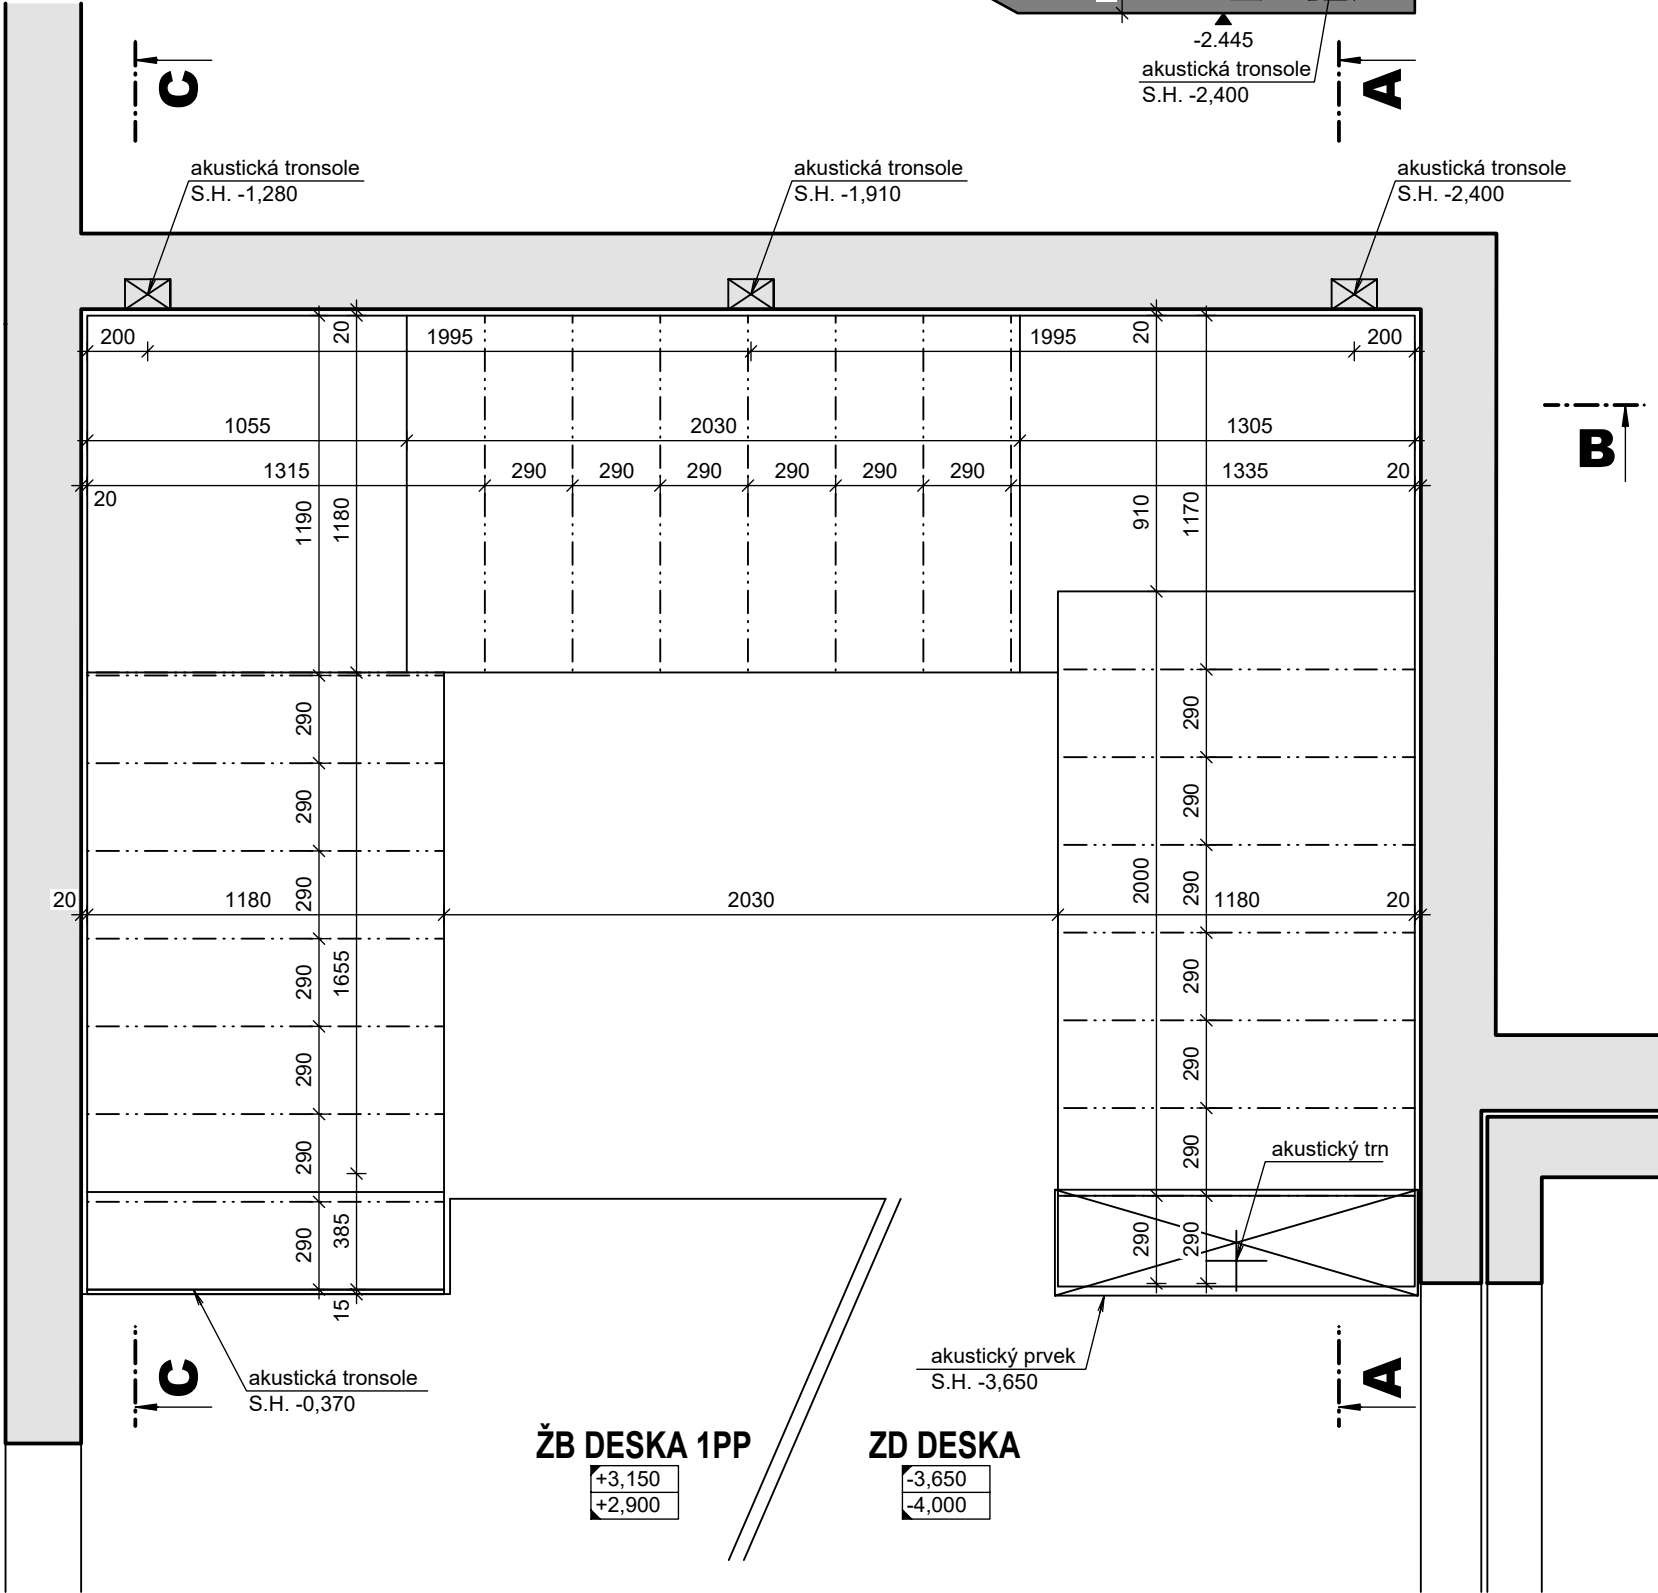 -2.445
akustická tronsole
S.H. -2,400
C
A
akustická tronsole
S.H. -1,280
akustická tronsole
S.H. -1,910
akustická tronsole
S.H. -2,400
200
20
1995
1995
20
200
1055
2030
1305
B
1315
290
290
290
290
290
290
1335
20
20
1190
1180
910
1170
290
290
290
290
290
290
290
1655
385
15
2000
290
290
290
290
290
290
290
290
20
1180
2030
1180
20
akustický trn
akustická tronsole
S.H. -0,370
akustický prvek
S.H. -3,650
C
A
ŽB DESKA 1PP
+3,150
+2,900
ZD DESKA
-3,650
-4,000